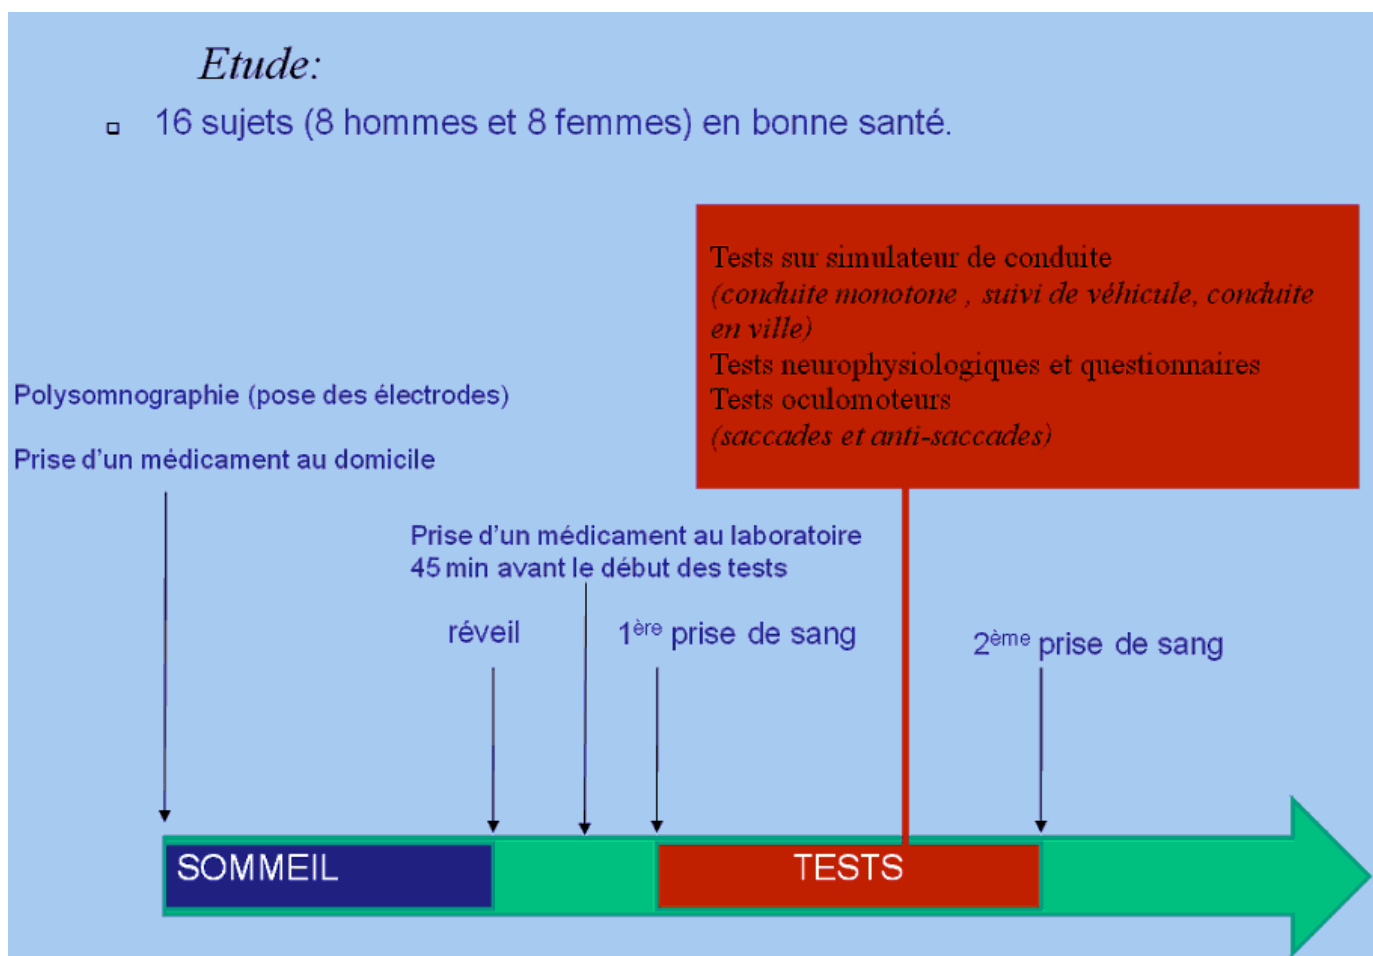 Etude:
16 sujets (8 hommes et 8 femmes) en bonne santé.
Tests sur simulateur de conduite
(conduite monotone , suivi de véhicule, conduite
en ville)
Tests neurophysiologiques et questionnaires
Tests oculomoteurs
(saccades et anti-saccades)
Polysomnographie (pose des électrodes)
Prise d'un médicament au domicile
Prise d'un médicament au laboratoire
45 min avant le début des tests
réveil
1ère prise de sang
2ème prise de sang
SOMMEIL
TESTS